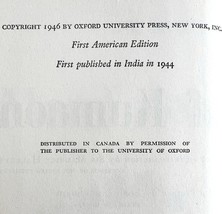 COPYRIGHT 1946 BY OXFORD UNIVERSITY PRESS, NEW YORK, INC.
First American Edition
First published in India in 1944
DISTRIBUTED IN CANADA BY PERMISSION OF
THE PUBLISHER TO THE UNIVERSITY OF OXFORD